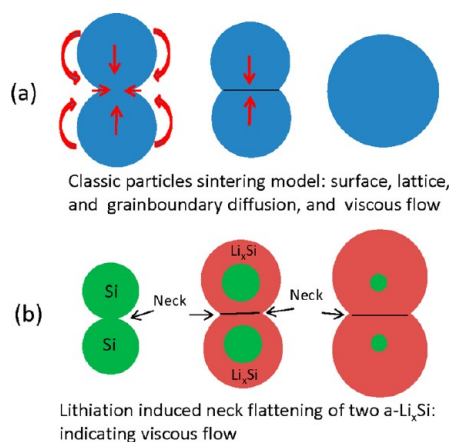 (a)
Classic particles sintering model: surface, lattice,
and grainboundary diffusion, and viscous flow
(b)
Si
Si
Neck
LiₓSi
LiₓSi
Neck
Lithiation induced neck flattening of two a-LiₓSi:
indicating viscous flow